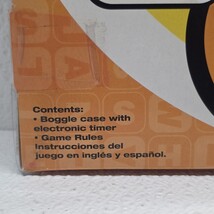 Contents:
• Boggle case with
electronic timer
• Game Rules
Instrucciones del
juego en inglés y español.